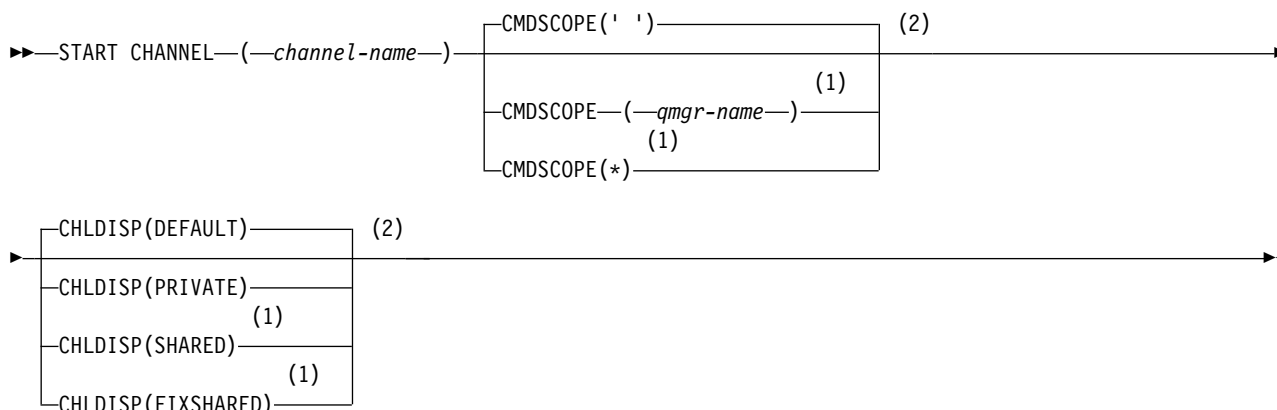 CMDSCOPE(' ') (2)
START CHANNEL ( channel-name )
(1)
CMDSCOPE ( qmgr-name )
(1)
CMDSCOPE(*)
CHLDISP(DEFAULT) (2)
CHLDISP(PRIVATE)
(1)
CHLDISP(SHARED)
(1)
CHLDISP(FIXSHARED)